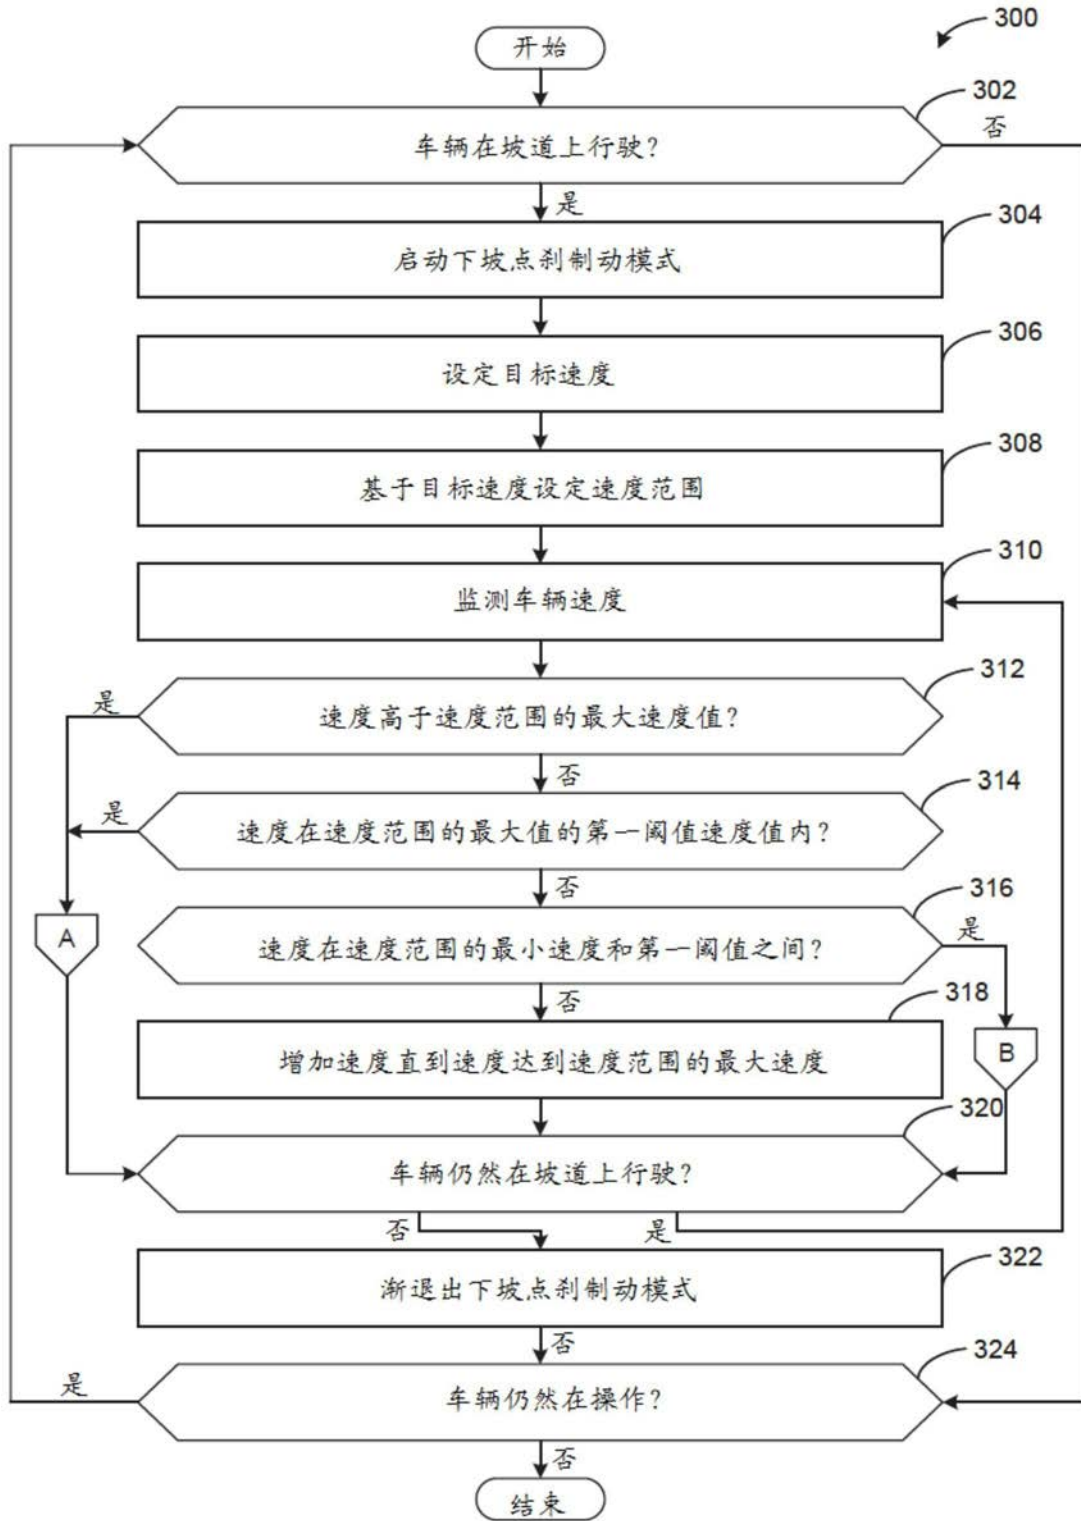 300
开始
302
车辆在坡道上行驶?
否
是
304
启动下坡点刹制动模式
306
设定目标速度
308
基于目标速度设定速度范围
310
监测车辆速度
312
是
速度高于速度范围的最大速度值?
否
314
是
速度在速度范围的最大值的第一阈值速度值内?
否
316
A
速度在速度范围的最小速度和第一阈值之间?
是
否
318
B
增加速度直到速度达到速度范围的最大速度
320
车辆仍然在坡道上行驶?
否
是
322
渐退出下坡点刹制动模式
否
324
是
车辆仍然在操作?
否
结束